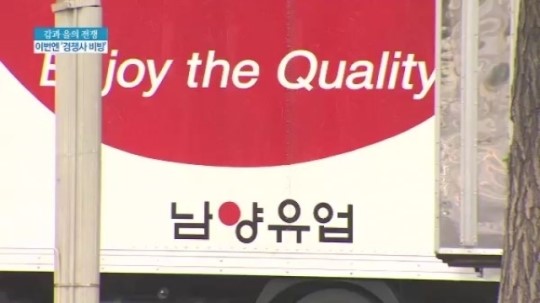 갑과 을의 전쟁
이번엔 '경쟁사 비방'
Enjoy the Quality
남양유업